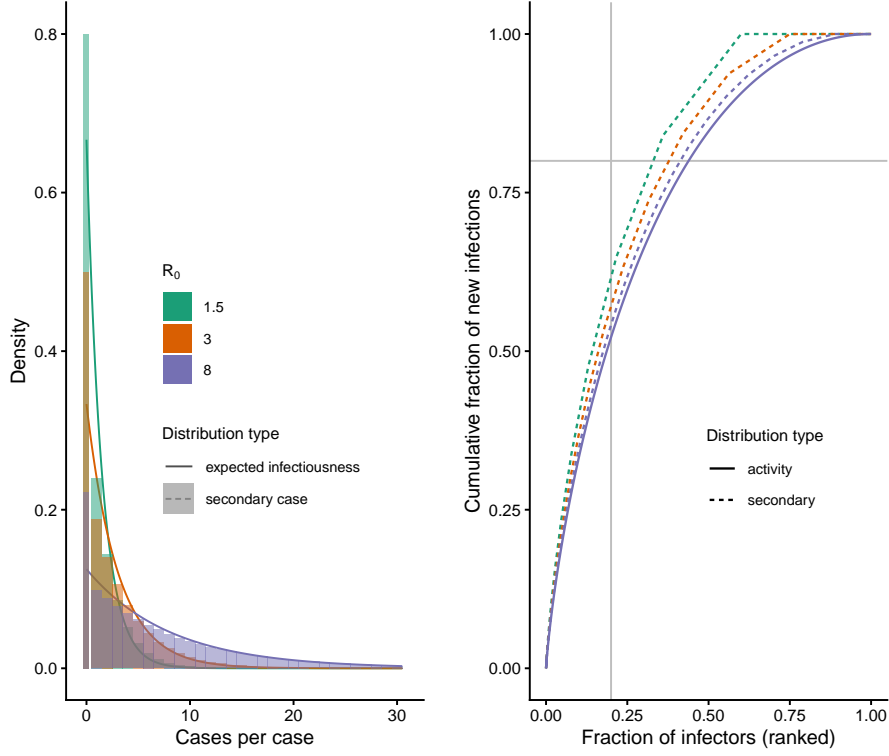 0.8
0.6
0.4
0.2
0.0
Density
0
10
20
30
Cases per case
R0
1.5
3
8
Distribution type
expected infectiousness
secondary case
1.00
0.75
0.50
0.25
0.00
Cumulative fraction of new infections
0.00
0.25
0.50
0.75
1.00
Fraction of infectors (ranked)
Distribution type
activity
secondary